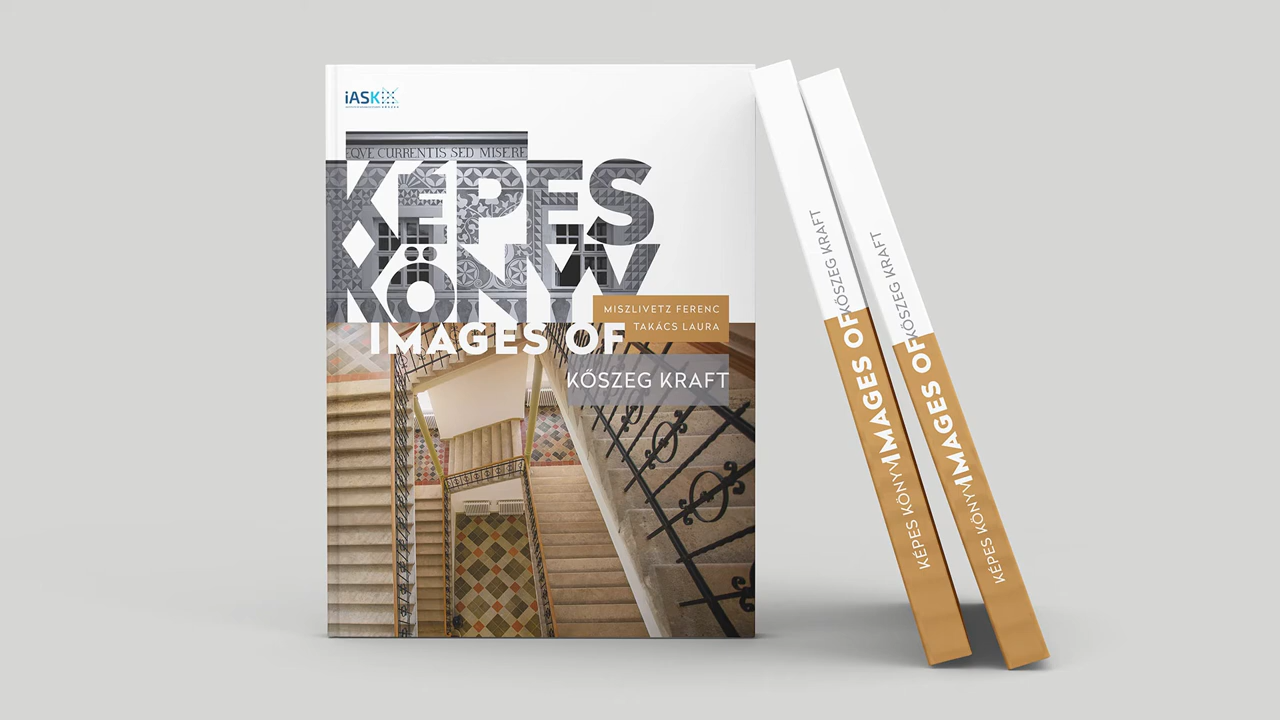 iASK
EQVE CURRENTIS SED MISERE
KÉPES
KÖNYV
MISZLIVETZ FERENC
TAKÁCS LAURA
IMAGES OF
KŐSZEG KRAFT
KÉPES KÖNYV IMAGES OF KŐSZEG KRAFT
KÉPES KÖNYV IMAGES OF KŐSZEG KRAFT